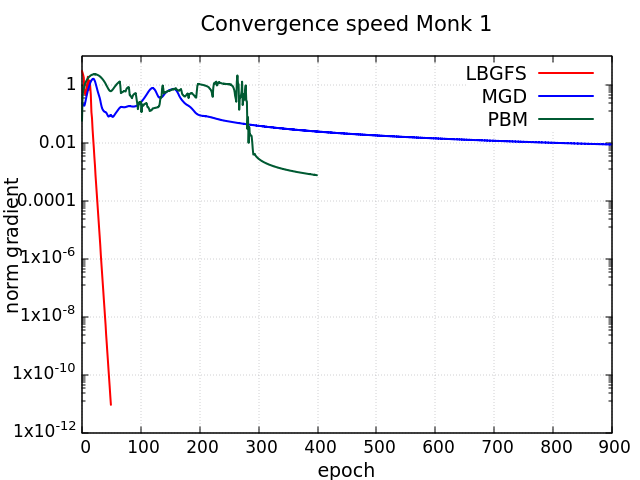 Convergence speed Monk 1
LBGFS
MGD
PBM
1
0.01
0.0001
1x10-6
1x10-8
1x10-10
1x10-12
norm gradient
0 100 200 300 400 500 600 700 800 900
epoch